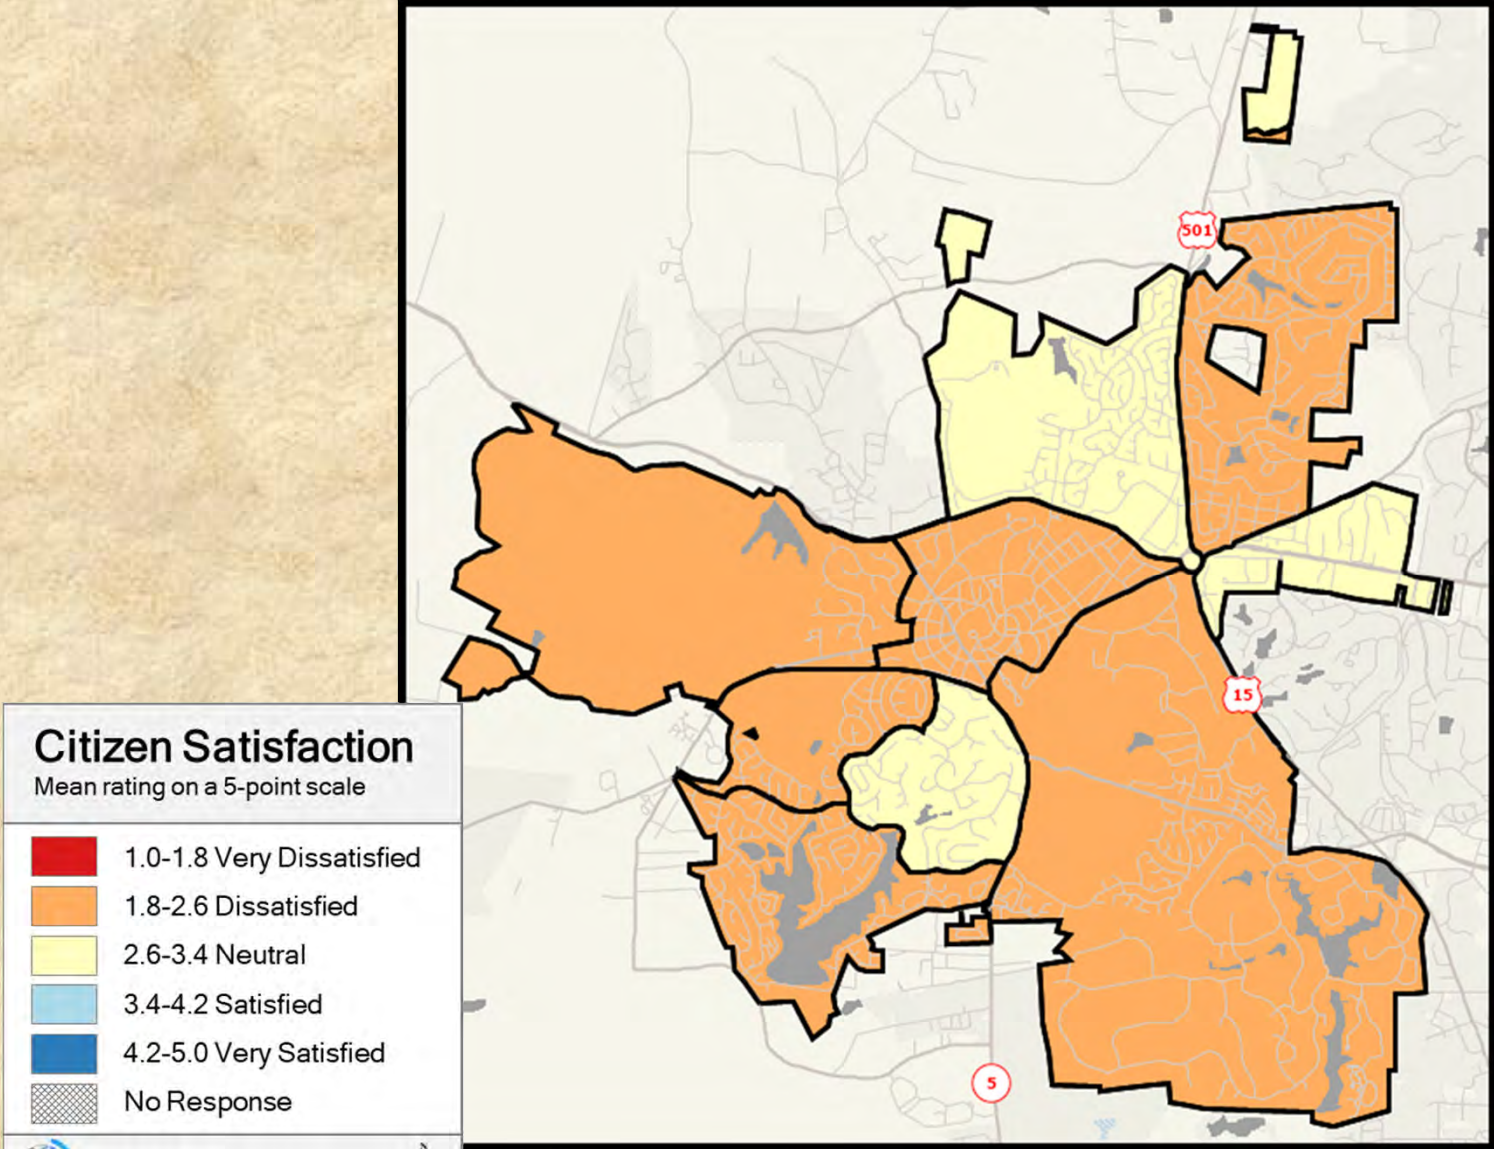 501
15
5
Citizen Satisfaction
Mean rating on a 5-point scale
1.0-1.8 Very Dissatisfied
1.8-2.6 Dissatisfied
2.6-3.4 Neutral
3.4-4.2 Satisfied
4.2-5.0 Very Satisfied
No Response